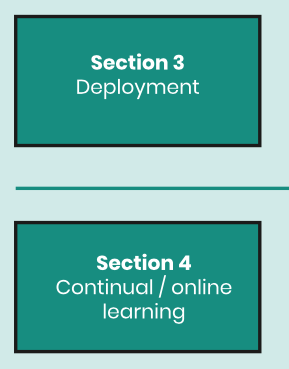 Section 3
Deployment
Section 4
Continual / online
learning